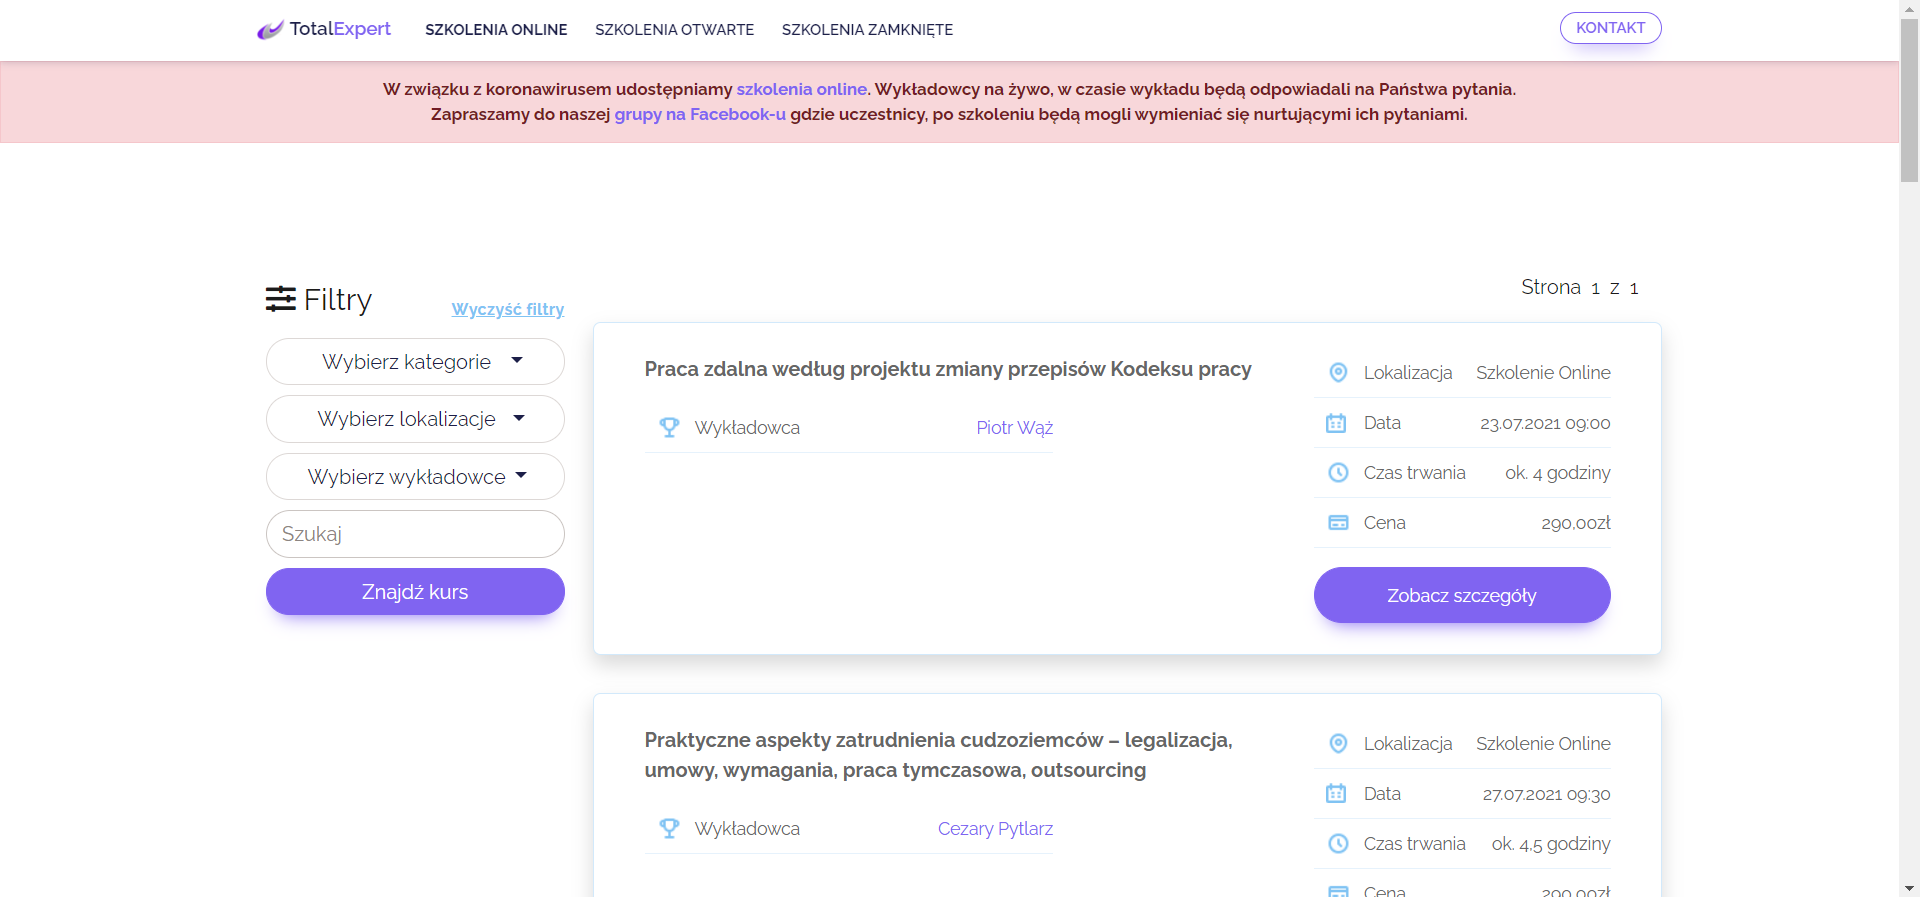 TotalExpert SZKOLENIA ONLINE SZKOLENIA OTWARTE SZKOLENIA ZAMKNIĘTE KONTAKT
W związku z koronawirusem udostępniamy szkolenia online. Wykładowcy na żywo, w czasie wykładu będą odpowiadali na Państwa pytania.
Zapraszamy do naszej grupy na Facebook-u gdzie uczestnicy, po szkoleniu będą mogli wymieniać się nurtującymi ich pytaniami.
Filtry
Wyczyść filtry
Wybierz kategorie
Wybierz lokalizacje
Wybierz wykładowce
Szukaj
Znajdź kurs
Strona 1 z 1
Praca zdalna według projektu zmiany przepisów Kodeksu pracy
Wykładowca Piotr Wąż
Lokalizacja Szkolenie Online
Data 23.07.2021 09:00
Czas trwania ok. 4 godziny
Cena 290,00zł
Zobacz szczegóły
Praktyczne aspekty zatrudnienia cudzoziemców – legalizacja,
umowy, wymagania, praca tymczasowa, outsourcing
Wykładowca Cezary Pytlarz
Lokalizacja Szkolenie Online
Data 27.07.2021 09:30
Czas trwania ok. 4,5 godziny
Cena 290,00zł